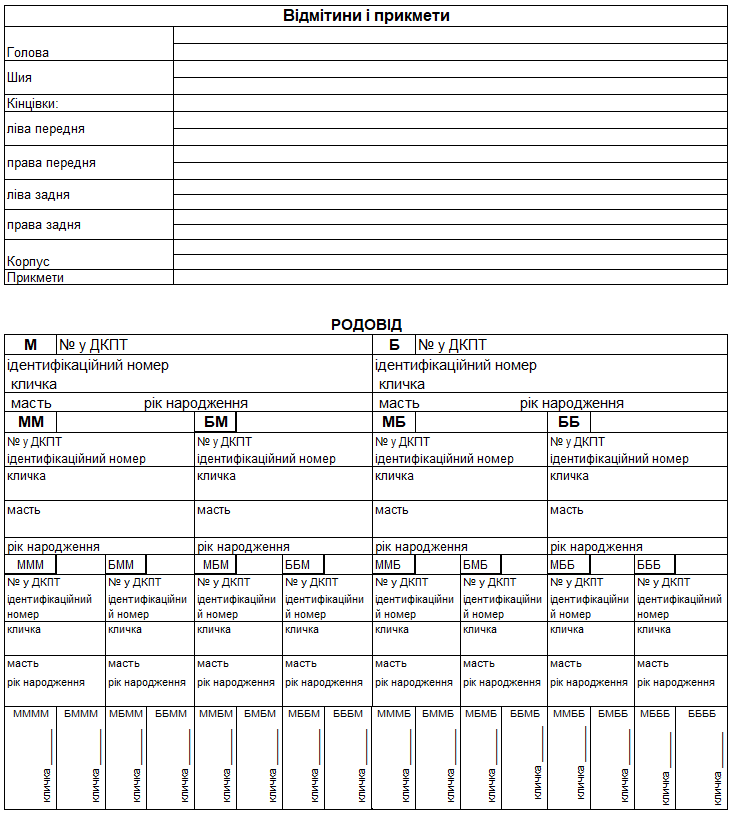 Відмітини і прикмети
Голова
Шия
Кінцівки:
ліва передня
права передня
ліва задня
права задня
Корпус
Прикмети
РОДОВІД
М № у ДКПТ Б № у ДКПТ
ідентифікаційний номер ідентифікаційний номер
кличка кличка
масть рік народження масть рік народження
ММ БМ МБ ББ
№ у ДКПТ № у ДКПТ № у ДКПТ № у ДКПТ
ідентифікаційний номер ідентифікаційний номер ідентифікаційний номер ідентифікаційний номер
кличка кличка кличка кличка
масть масть масть масть
рік народження рік народження рік народження рік народження
МММ БММ МБМ ББМ ММБ БМБ МББ БББ
№ у ДКПТ № у ДКПТ № у ДКПТ № у ДКПТ № у ДКПТ № у ДКПТ № у ДКПТ № у ДКПТ
ідентифікаційний ідентифікаційни ідентифікаційни ідентифікаційни ідентифікаційни ідентифікаційни ідентифікаційни ідентифікаційний
номер й номер й номер й номер й номер й номер й номер номер
кличка кличка кличка кличка кличка кличка кличка кличка
масть масть масть масть масть масть масть масть
рік народження рік народження рік народження рік народження рік народження рік народження рік народження рік народження
ММММ БМММ МБММ ББММ ММБМ БМБМ МББМ БББМ МММБ БММБ МБМБ ББМБ ММББ БМББ МБББ ББББ
кличка кличка кличка кличка кличка кличка кличка кличка кличка кличка кличка кличка кличка кличка кличка кличка